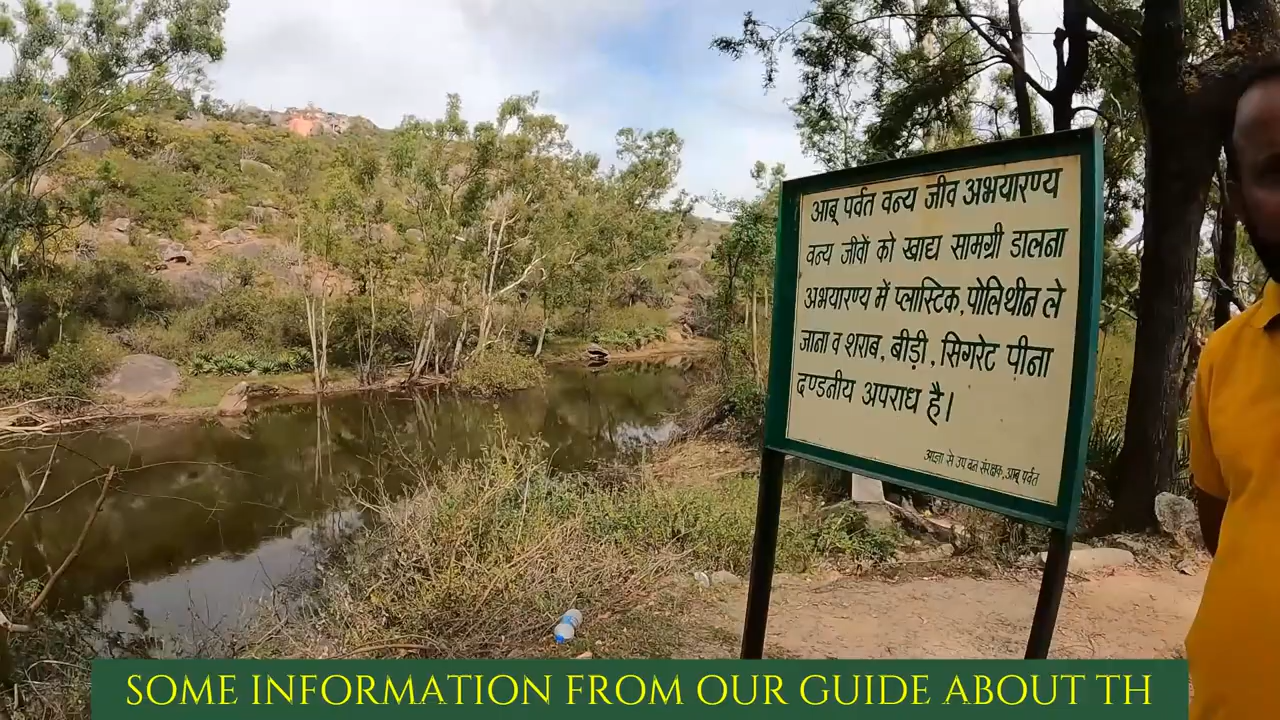 आबू पर्वत वन्य जीव अभयारण्य
वन्य जीवों को खाद्य सामग्री डालना
अभयारण्य में प्लास्टिक, पोलिथीन ले
जाना व शराब, बीड़ी, सिगरेट पीना
दण्डनीय अपराध है।
आज्ञा से उप वन संरक्षक, आबू पर्वत
SOME INFORMATION FROM OUR GUIDE ABOUT TH